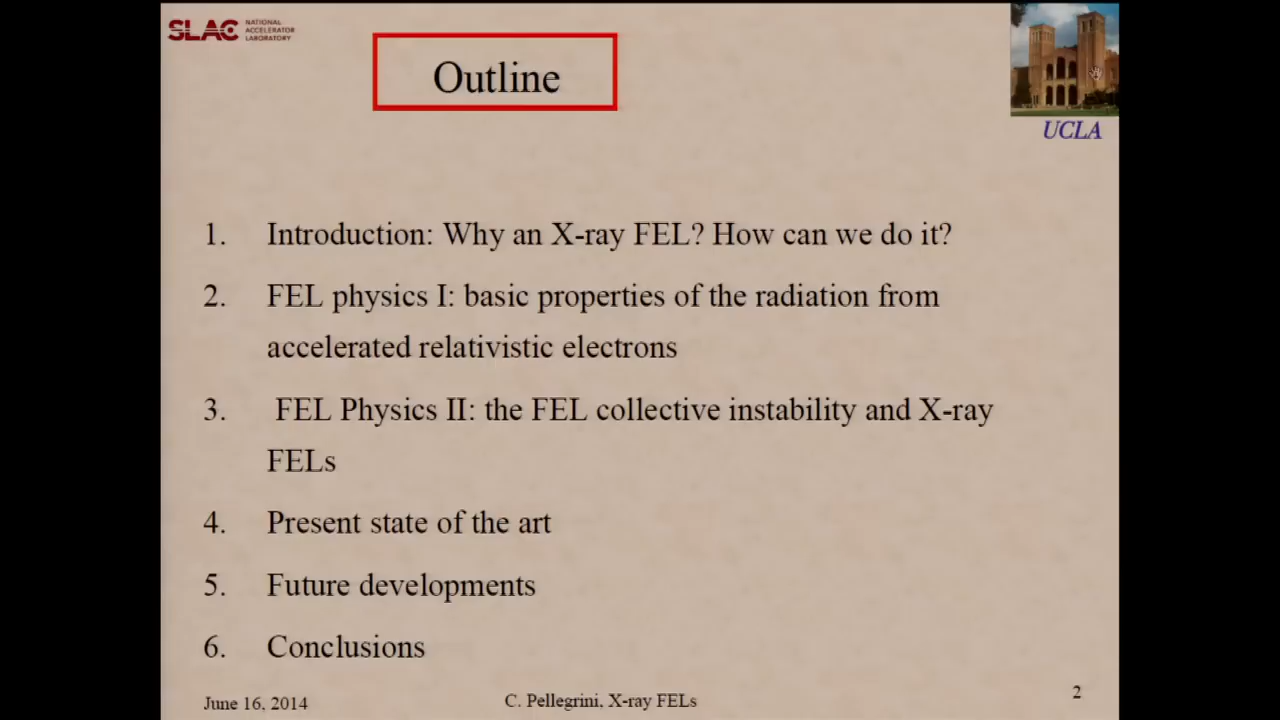 SLAC NATIONAL
ACCELERATOR
LABORATORY
Outline
UCLA
1. Introduction: Why an X-ray FEL? How can we do it?
2. FEL physics I: basic properties of the radiation from
accelerated relativistic electrons
3. FEL Physics II: the FEL collective instability and X-ray
FELs
4. Present state of the art
5. Future developments
6. Conclusions
June 16, 2014
C. Pellegrini, X-ray FELs
2